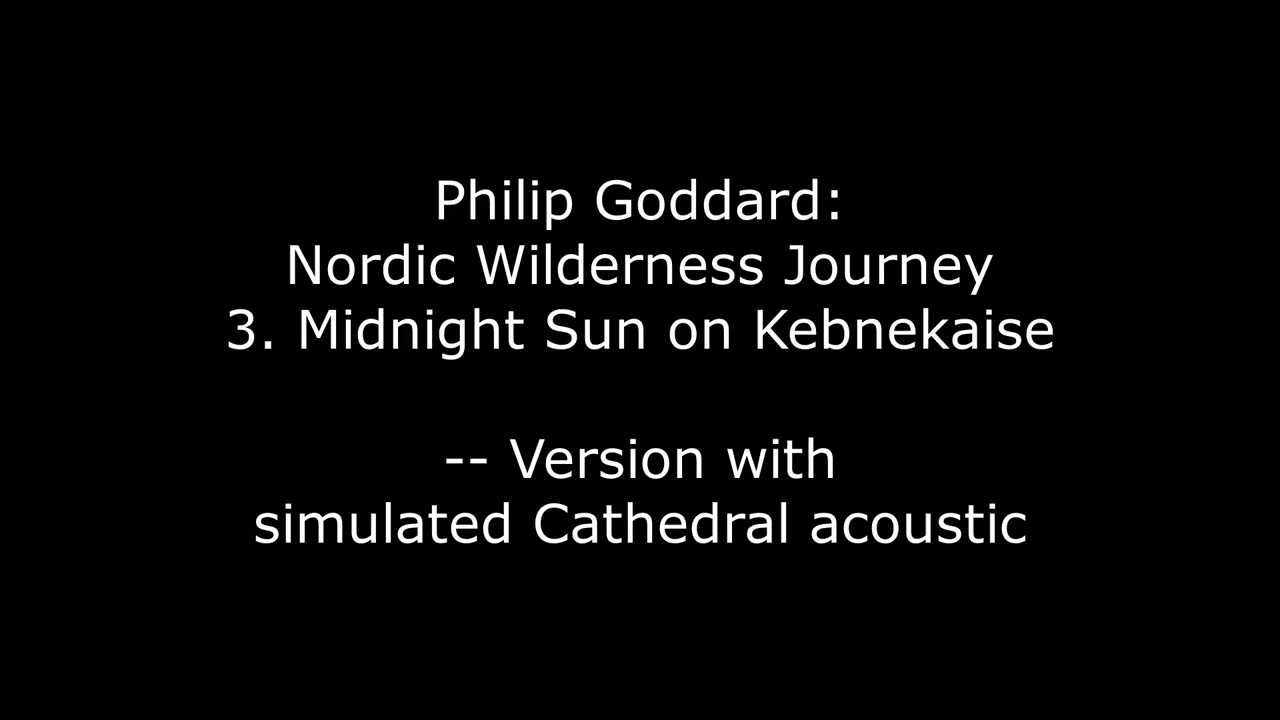 Philip Goddard:
Nordic Wilderness Journey
3. Midnight Sun on Kebnekaise
-- Version with
simulated Cathedral acoustic